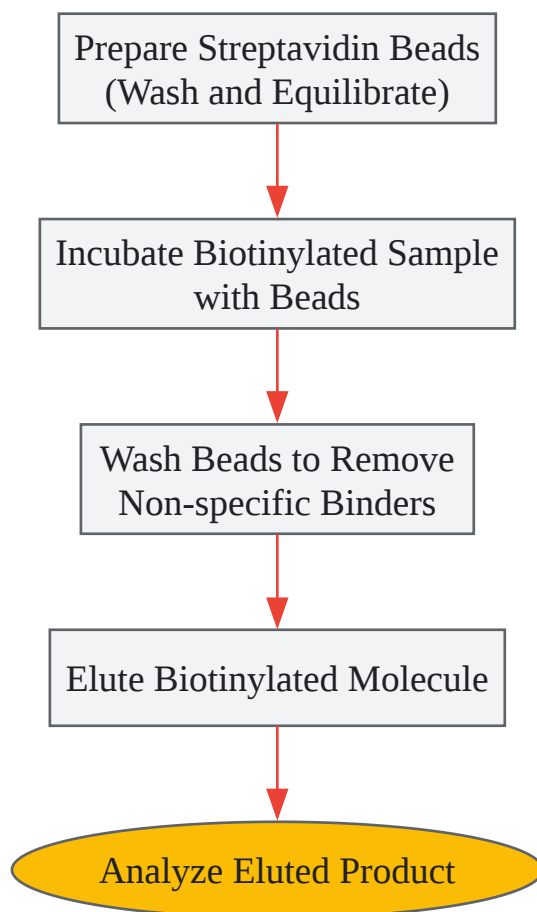 Prepare Streptavidin Beads
(Wash and Equilibrate)
Incubate Biotinylated Sample
with Beads
Wash Beads to Remove
Non-specific Binders
Elute Biotinylated Molecule
Analyze Eluted Product